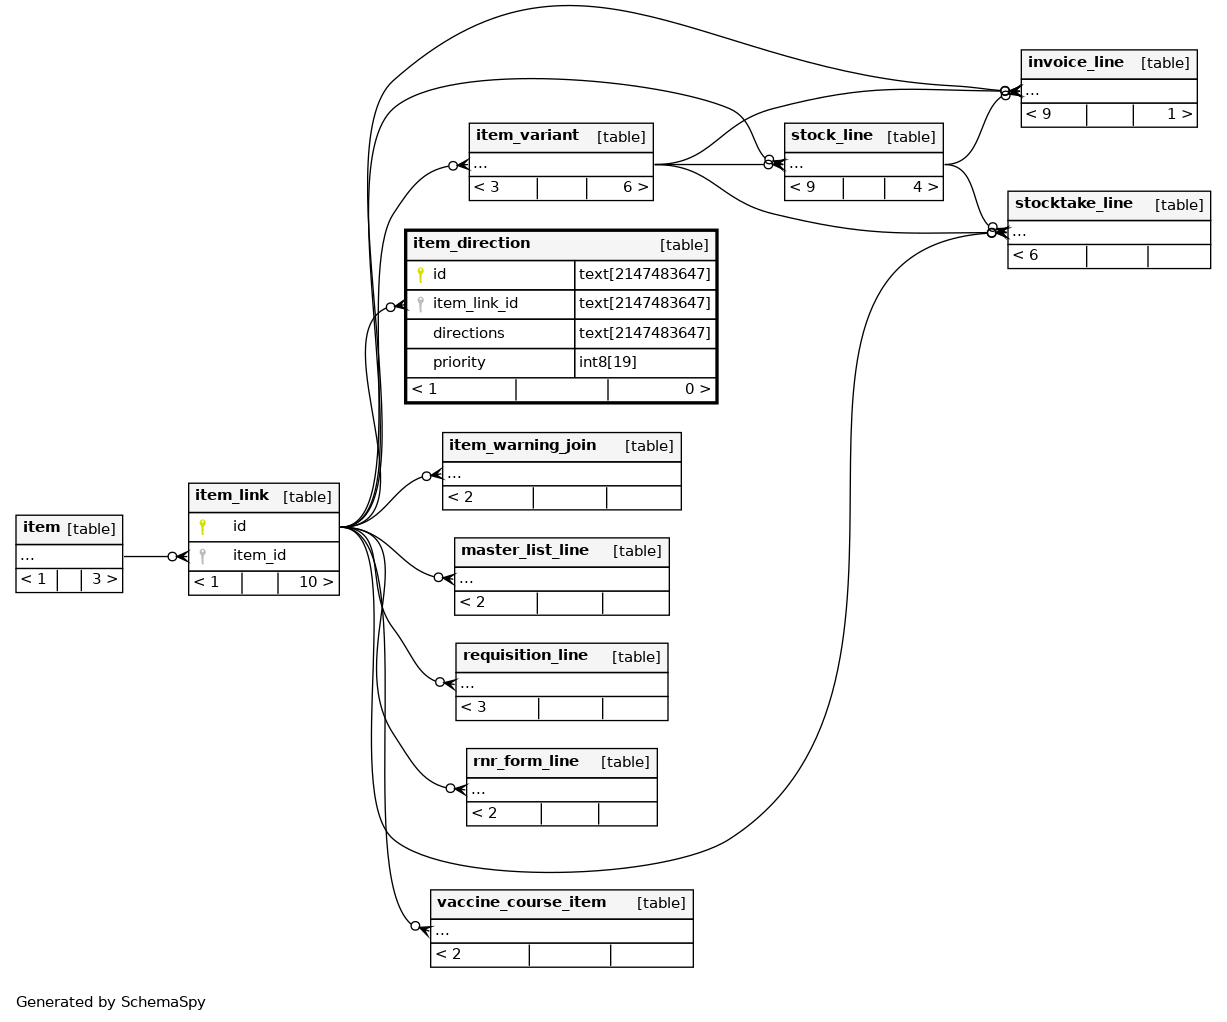 invoice_line [table]
...
< 9 1 >
item_variant [table]
...
< 3 6 >
stock_line [table]
...
< 9 4 >
stocktake_line [table]
...
< 6
item_direction [table]
id text[2147483647]
item_link_id text[2147483647]
directions text[2147483647]
priority int8[19]
< 1 0 >
item_warning_join [table]
...
< 2
item_link [table]
id
item_id
< 1 10 >
item [table]
...
< 1 3 >
master_list_line [table]
...
< 2
requisition_line [table]
...
< 3
rnr_form_line [table]
...
< 2
vaccine_course_item [table]
...
< 2
Generated by SchemaSpy